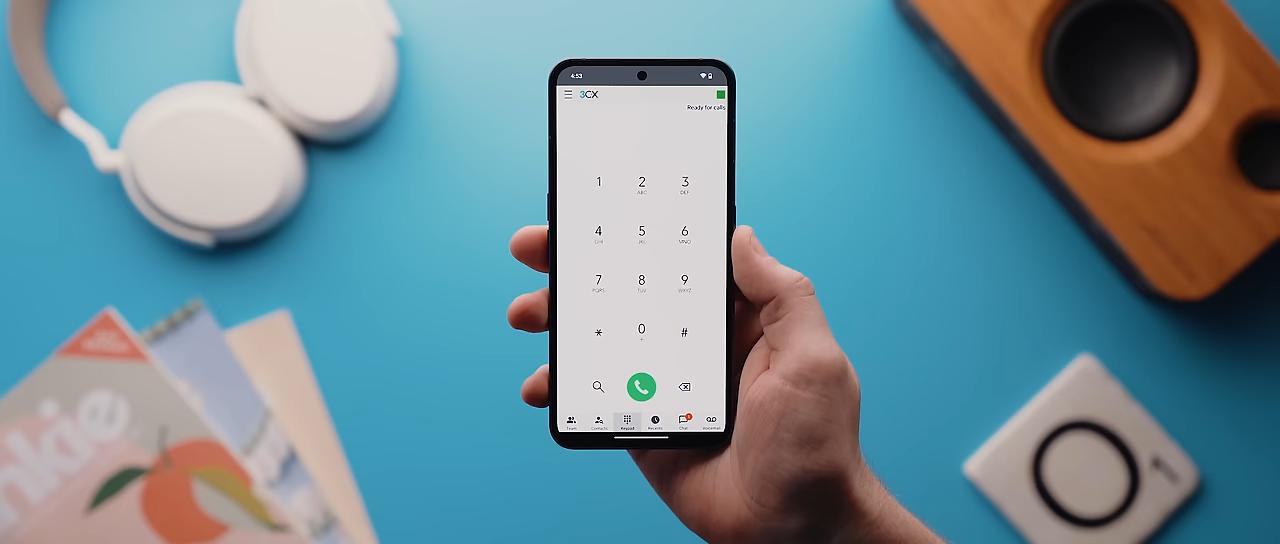 4:53
3CX
Ready for calls
1
2
ABC
3
DEF
4
GHI
5
JKL
6
MNO
7
PQRS
8
TUV
9
WXYZ
*
0
+
#
Team
Contacts
Keypad
Recents
Chat
Voicemail
nkie